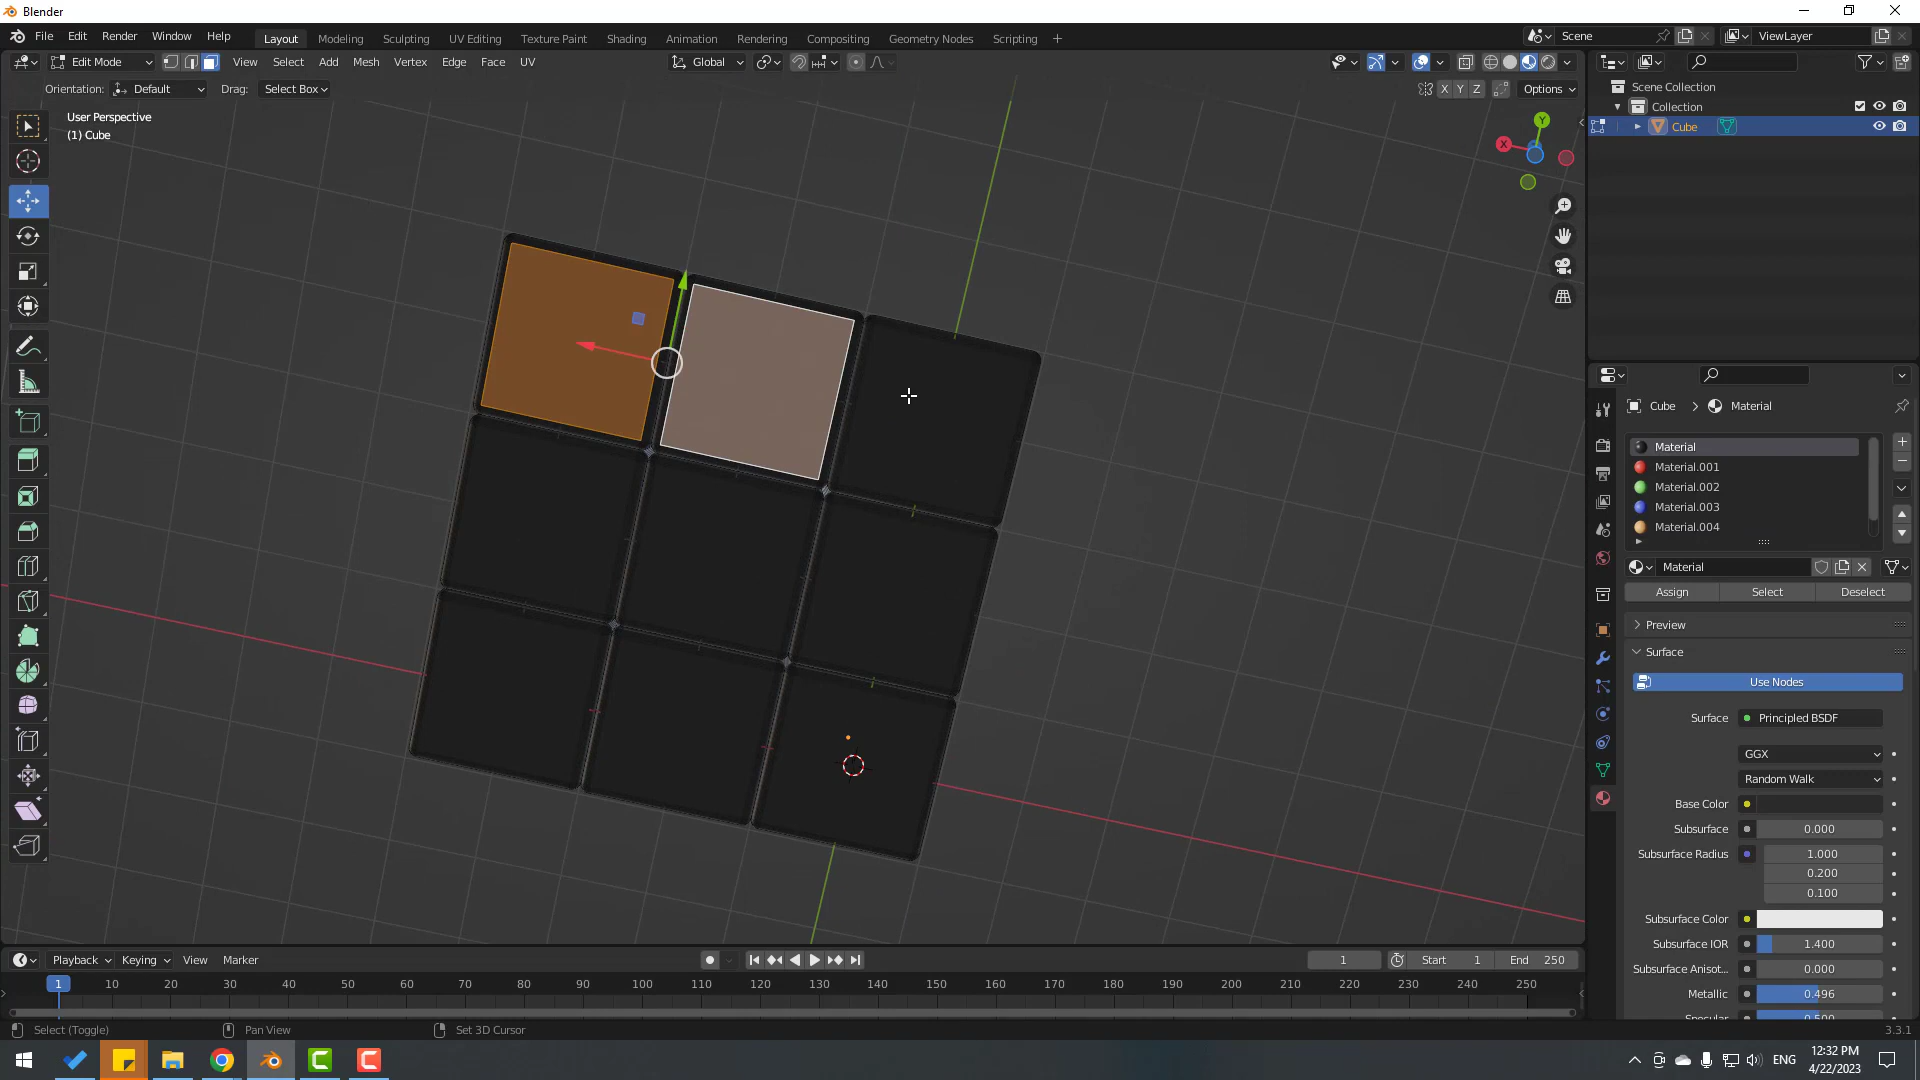 Blender
File Edit Render Window Help
Layout Modeling Sculpting UV Editing Texture Paint Shading Animation Rendering Compositing Geometry Nodes Scripting
Scene
ViewLayer
Edit Mode View Select Add Mesh Vertex Edge Face UV
Global
Orientation: Default Drag: Select Box
X Y Z Options
User Perspective
(1) Cube
Y
X
Scene Collection
Collection
Cube
Cube Material
Material
Material.001
Material.002
Material.003
Material.004
Material
Assign Select Deselect
Preview
Surface
Use Nodes
Surface Principled BSDF
GGX
Random Walk
Base Color
Subsurface 0.000
Subsurface Radius 1.000
0.200
0.100
Subsurface Color
Subsurface IOR 1.400
Subsurface Anisot... 0.000
Metallic 0.496
Specular 0.500
Playback Keying View Marker
1 Start 1 End 250
1 10 20 30 40 50 60 70 80 90 100 110 120 130 140 150 160 170 180 190 200 210 220 230 240 250
Select (Toggle) Pan View Set 3D Cursor
3.3.1
ENG
12:32 PM
4/22/2023